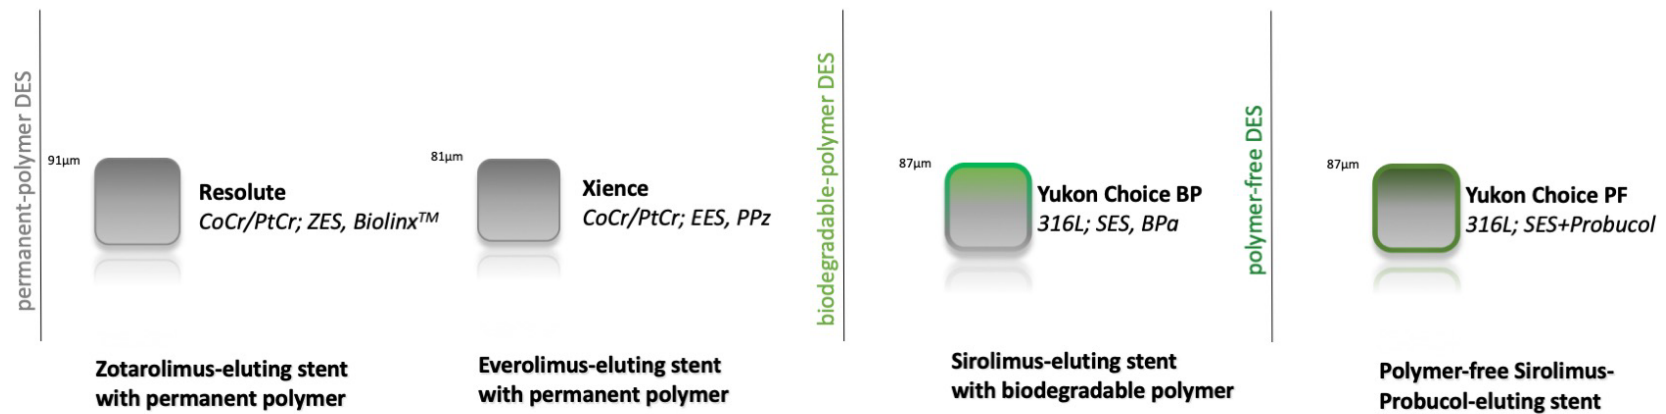 permanent-polymer DES
91µm
Resolute
CoCr/PtCr; ZES, Biolinx™
Zotarolimus-eluting stent
with permanent polymer
81µm
Xience
CoCr/PtCr; EES, PPz
Everolimus-eluting stent
with permanent polymer
biodegradable-polymer DES
87µm
Yukon Choice BP
316L; SES, BPa
Sirolimus-eluting stent
with biodegradable polymer
polymer-free DES
87µm
Yukon Choice PF
316L; SES+Probucol
Polymer-free Sirolimus-
Probucol-eluting stent